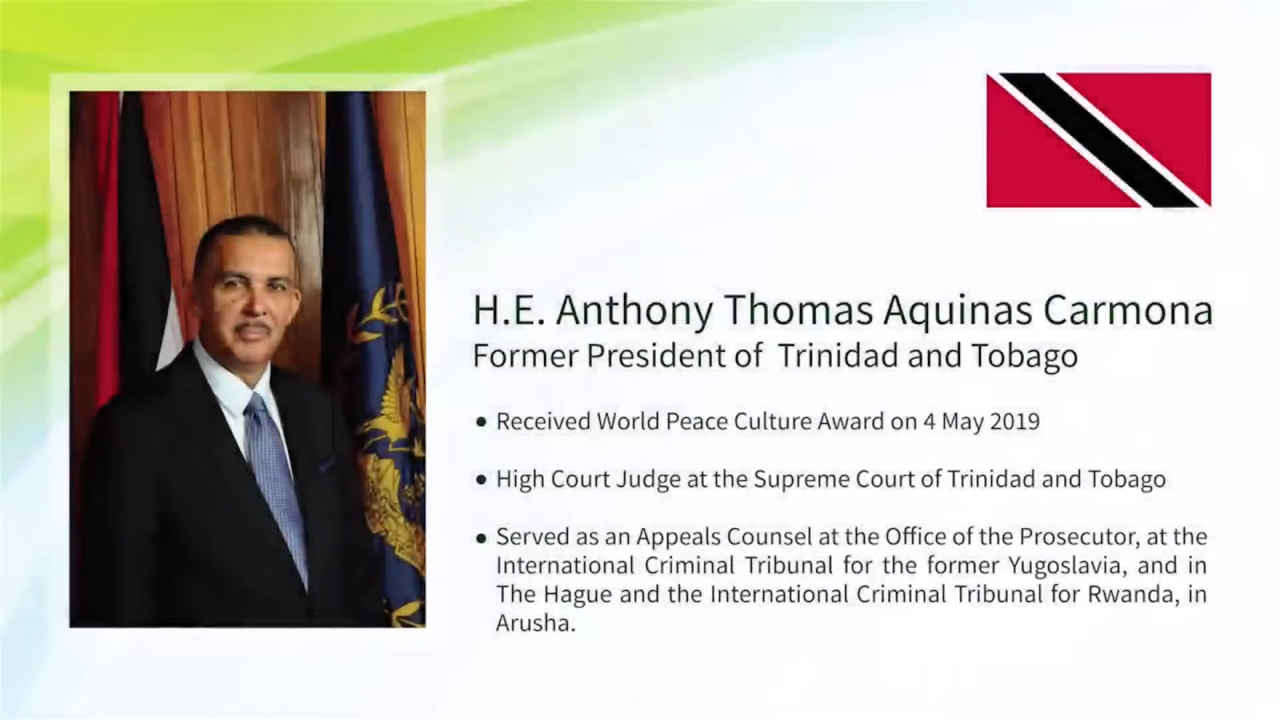 H.E. Anthony Thomas Aquinas Carmona
Former President of Trinidad and Tobago
• Received World Peace Culture Award on 4 May 2019
• High Court Judge at the Supreme Court of Trinidad and Tobago
• Served as an Appeals Counsel at the Office of the Prosecutor, at the
International Criminal Tribunal for the former Yugoslavia, and in
The Hague and the International Criminal Tribunal for Rwanda, in
Arusha.